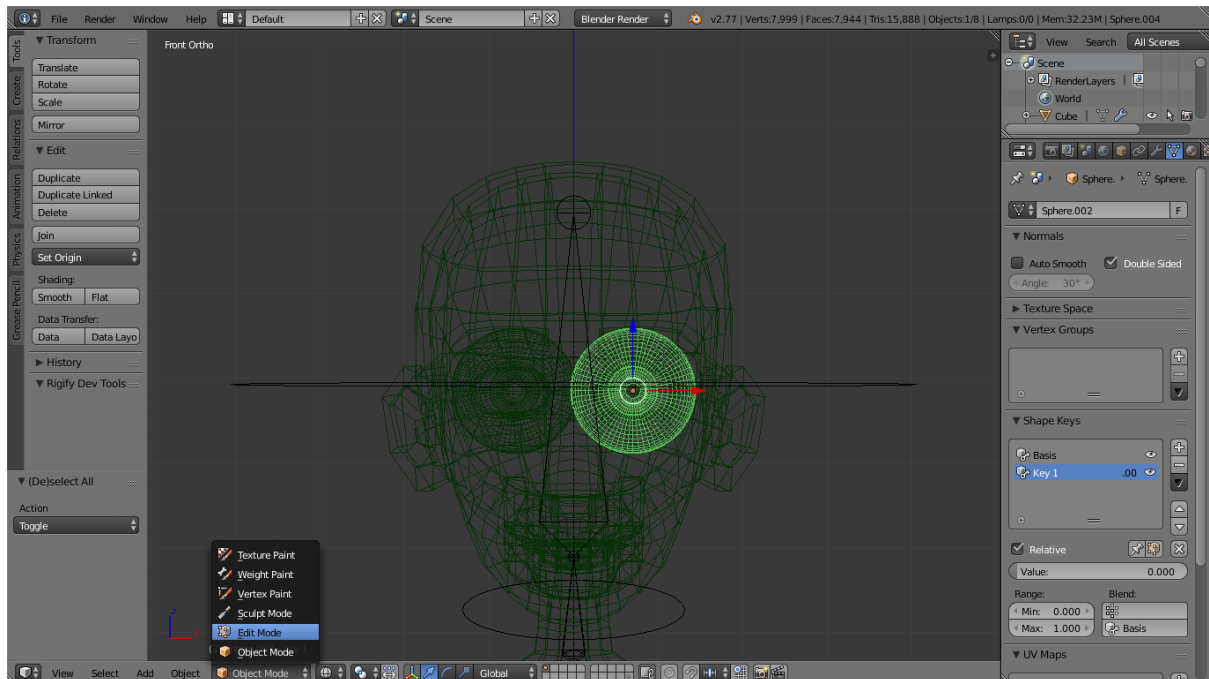 File Render Window Help Default Scene Blender Render v2.77 | Verts:7,999 | Faces:7,944 | Tris:15,888 | Objects:1/8 | Lamps:0/0 | Mem:32.23M | Sphere.004
Tools
Create
Relations
Animation
Physics
Grease Pencil
Transform
Translate
Rotate
Scale
Mirror
Edit
Duplicate
Duplicate Linked
Delete
Join
Set Origin
Shading:
Smooth Flat
Data Transfer:
Data Data Layo
History
Rigify Dev Tools
(De)select All
Action
Toggle
Front Ortho
z
Texture Paint
Weight Paint
Vertex Paint
Sculpt Mode
Edit Mode
Object Mode
View Select Add Object Object Mode Global
View Search All Scenes
Scene
RenderLayers |
World
Cube |
Sphere. Sphere.
Sphere.002 F
Normals
Auto Smooth Double Sided
Angle: 30°
Texture Space
Vertex Groups
Shape Keys
Basis
Key 1 .00
Relative
Value: 0.000
Range: Blend:
Min: 0.000
Max: 1.000 Basis
UV Maps